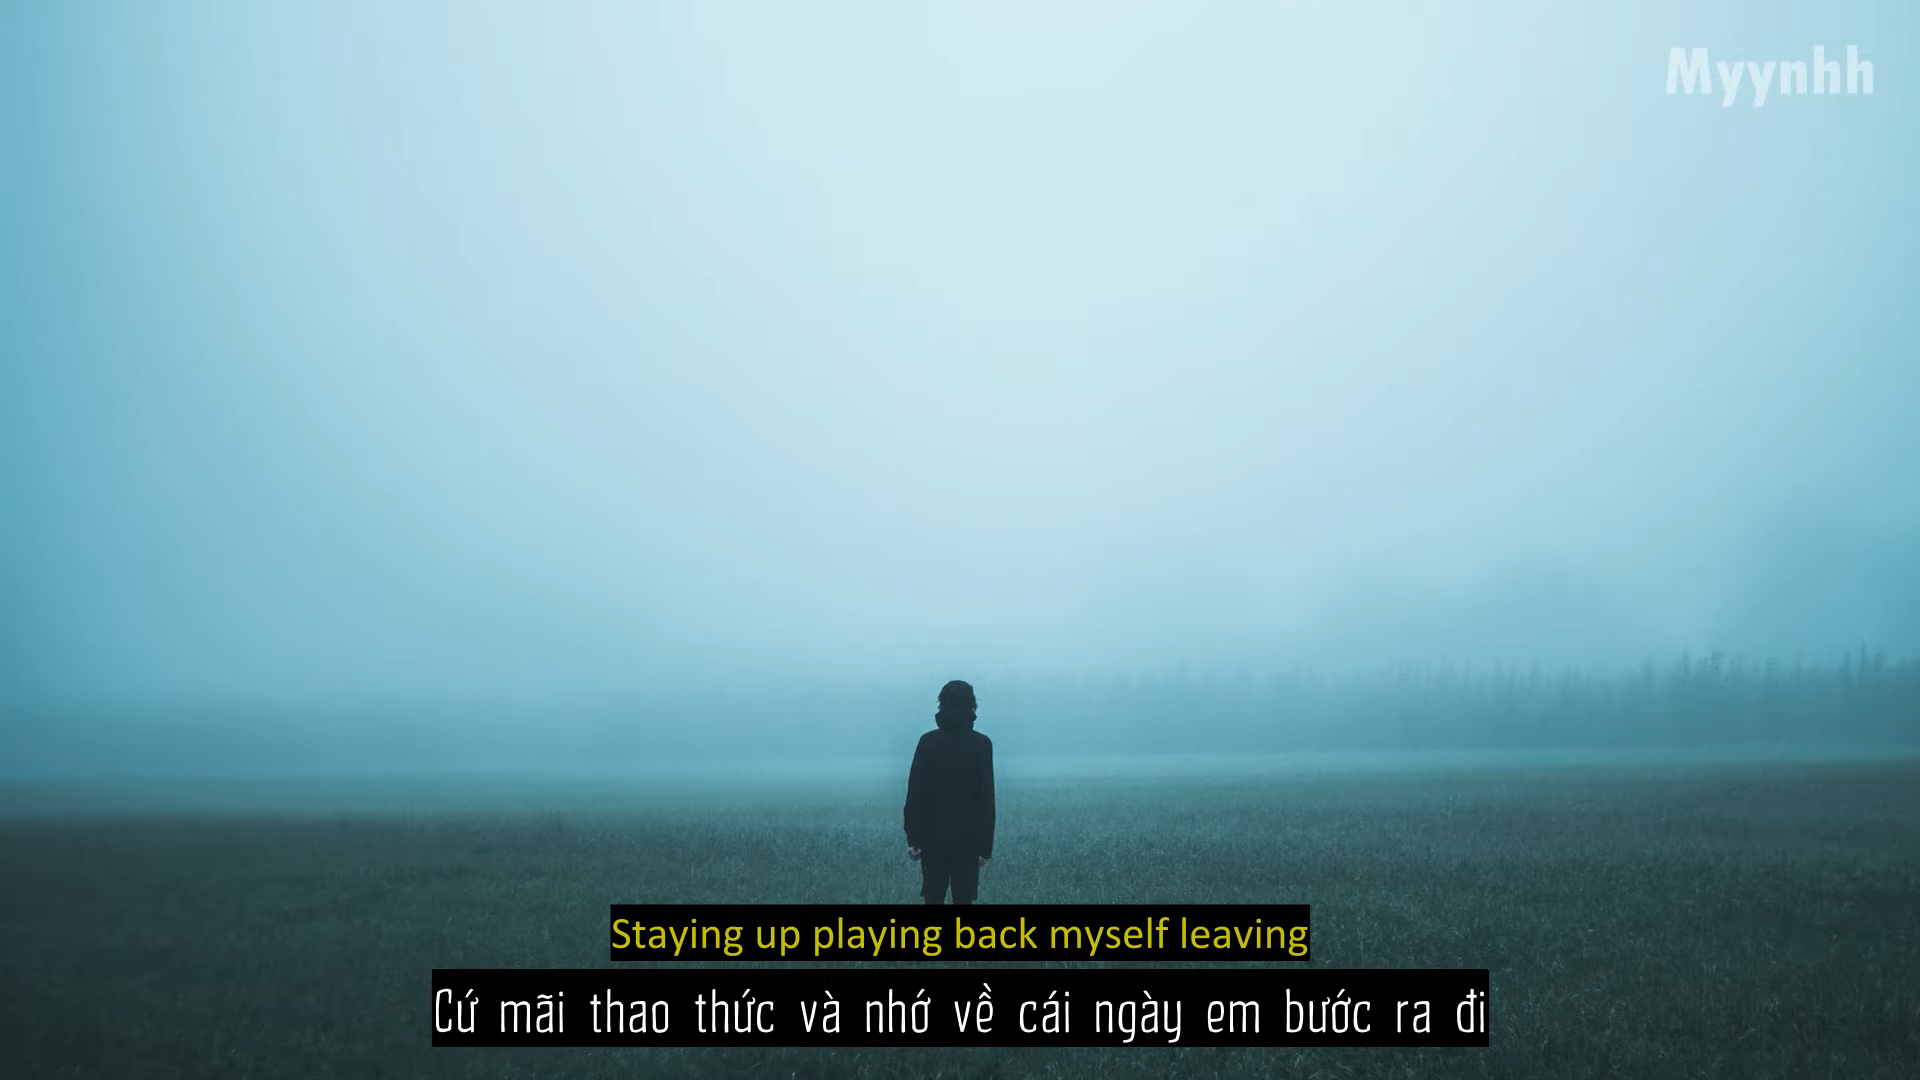 Myynhh
Staying up playing back myself leaving
Cứ mãi thao thức và nhớ về cái ngày em bước ra đi